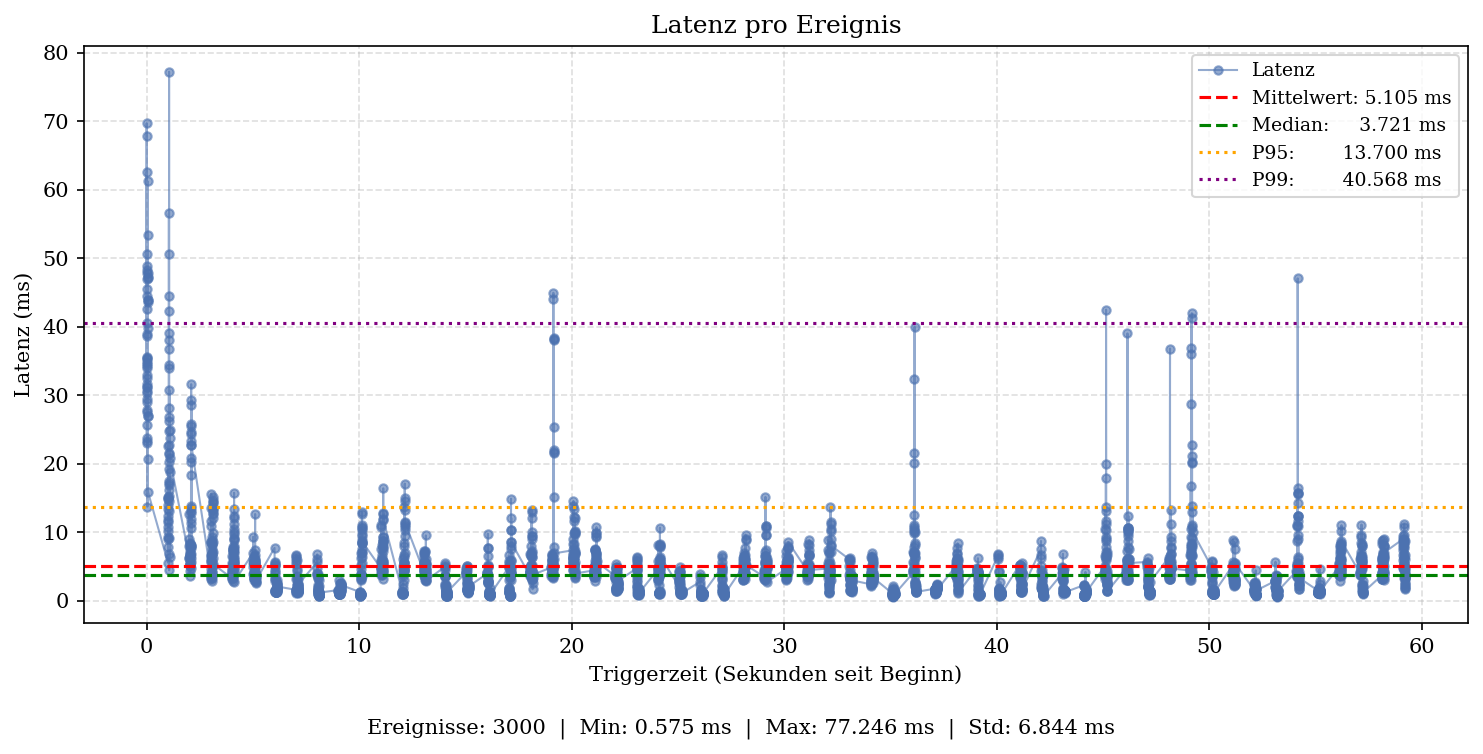 Latenz pro Ereignis
Latenz (ms)
80
70
60
50
40
30
20
10
0
Latenz
Mittelwert: 5.105 ms
Median: 3.721 ms
P95: 13.700 ms
P99: 40.568 ms
0 10 20 30 40 50 60
Triggerzeit (Sekunden seit Beginn)
Ereignisse: 3000 | Min: 0.575 ms | Max: 77.246 ms | Std: 6.844 ms